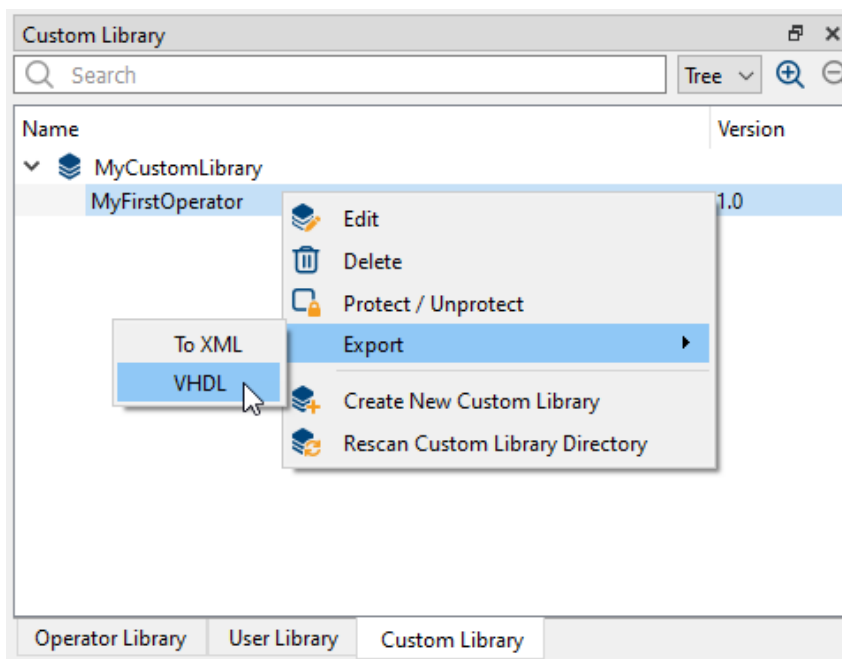 Custom Library
Search
Tree
Name Version
MyCustomLibrary
MyFirstOperator 1.0
Edit
Delete
Protect / Unprotect
Export
To XML
VHDL
Create New Custom Library
Rescan Custom Library Directory
Operator Library User Library Custom Library